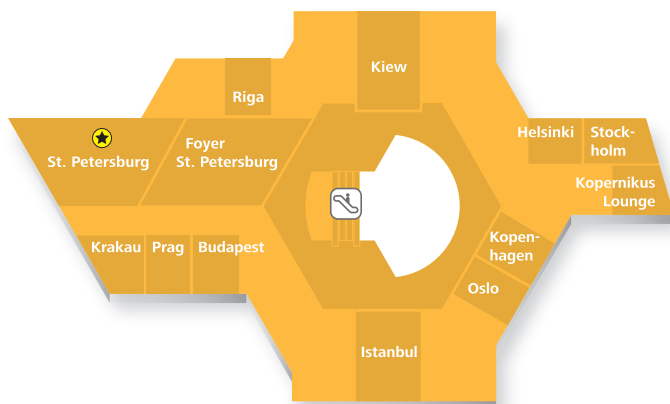 Kiew
Riga
Foyer
St. Petersburg
St. Petersburg
Helsinki
Stock-
holm
Kopernikus
Lounge
Krakau
Prag
Budapest
Kopen-
hagen
Oslo
Istanbul